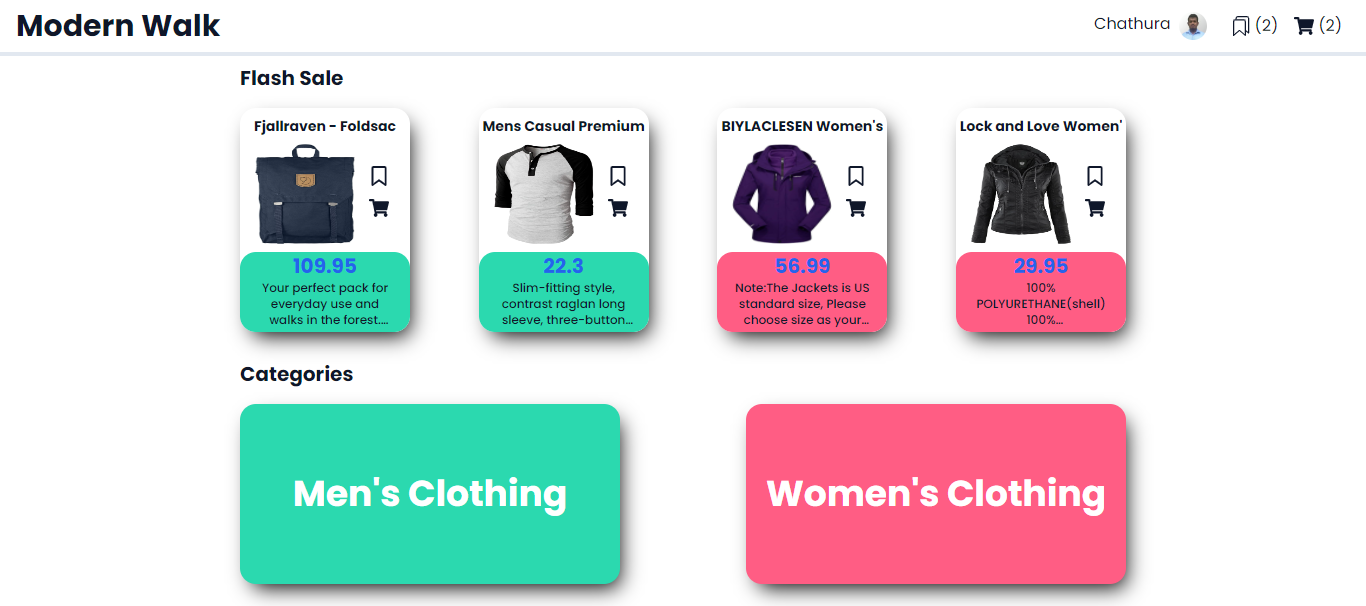 Modern Walk
Chathura (2) (2)
Flash Sale
Fjallraven - Foldsac
109.95
Your perfect pack for
everyday use and
walks in the forest....
Mens Casual Premium
22.3
Slim-fitting style,
contrast raglan long
sleeve, three-button...
BIYLACLESEN Women's
56.99
Note:The Jackets is US
standard size, Please
choose size as your...
Lock and Love Women'
29.95
100%
POLYURETHANE(shell)
100%...
Categories
Men's Clothing
Women's Clothing